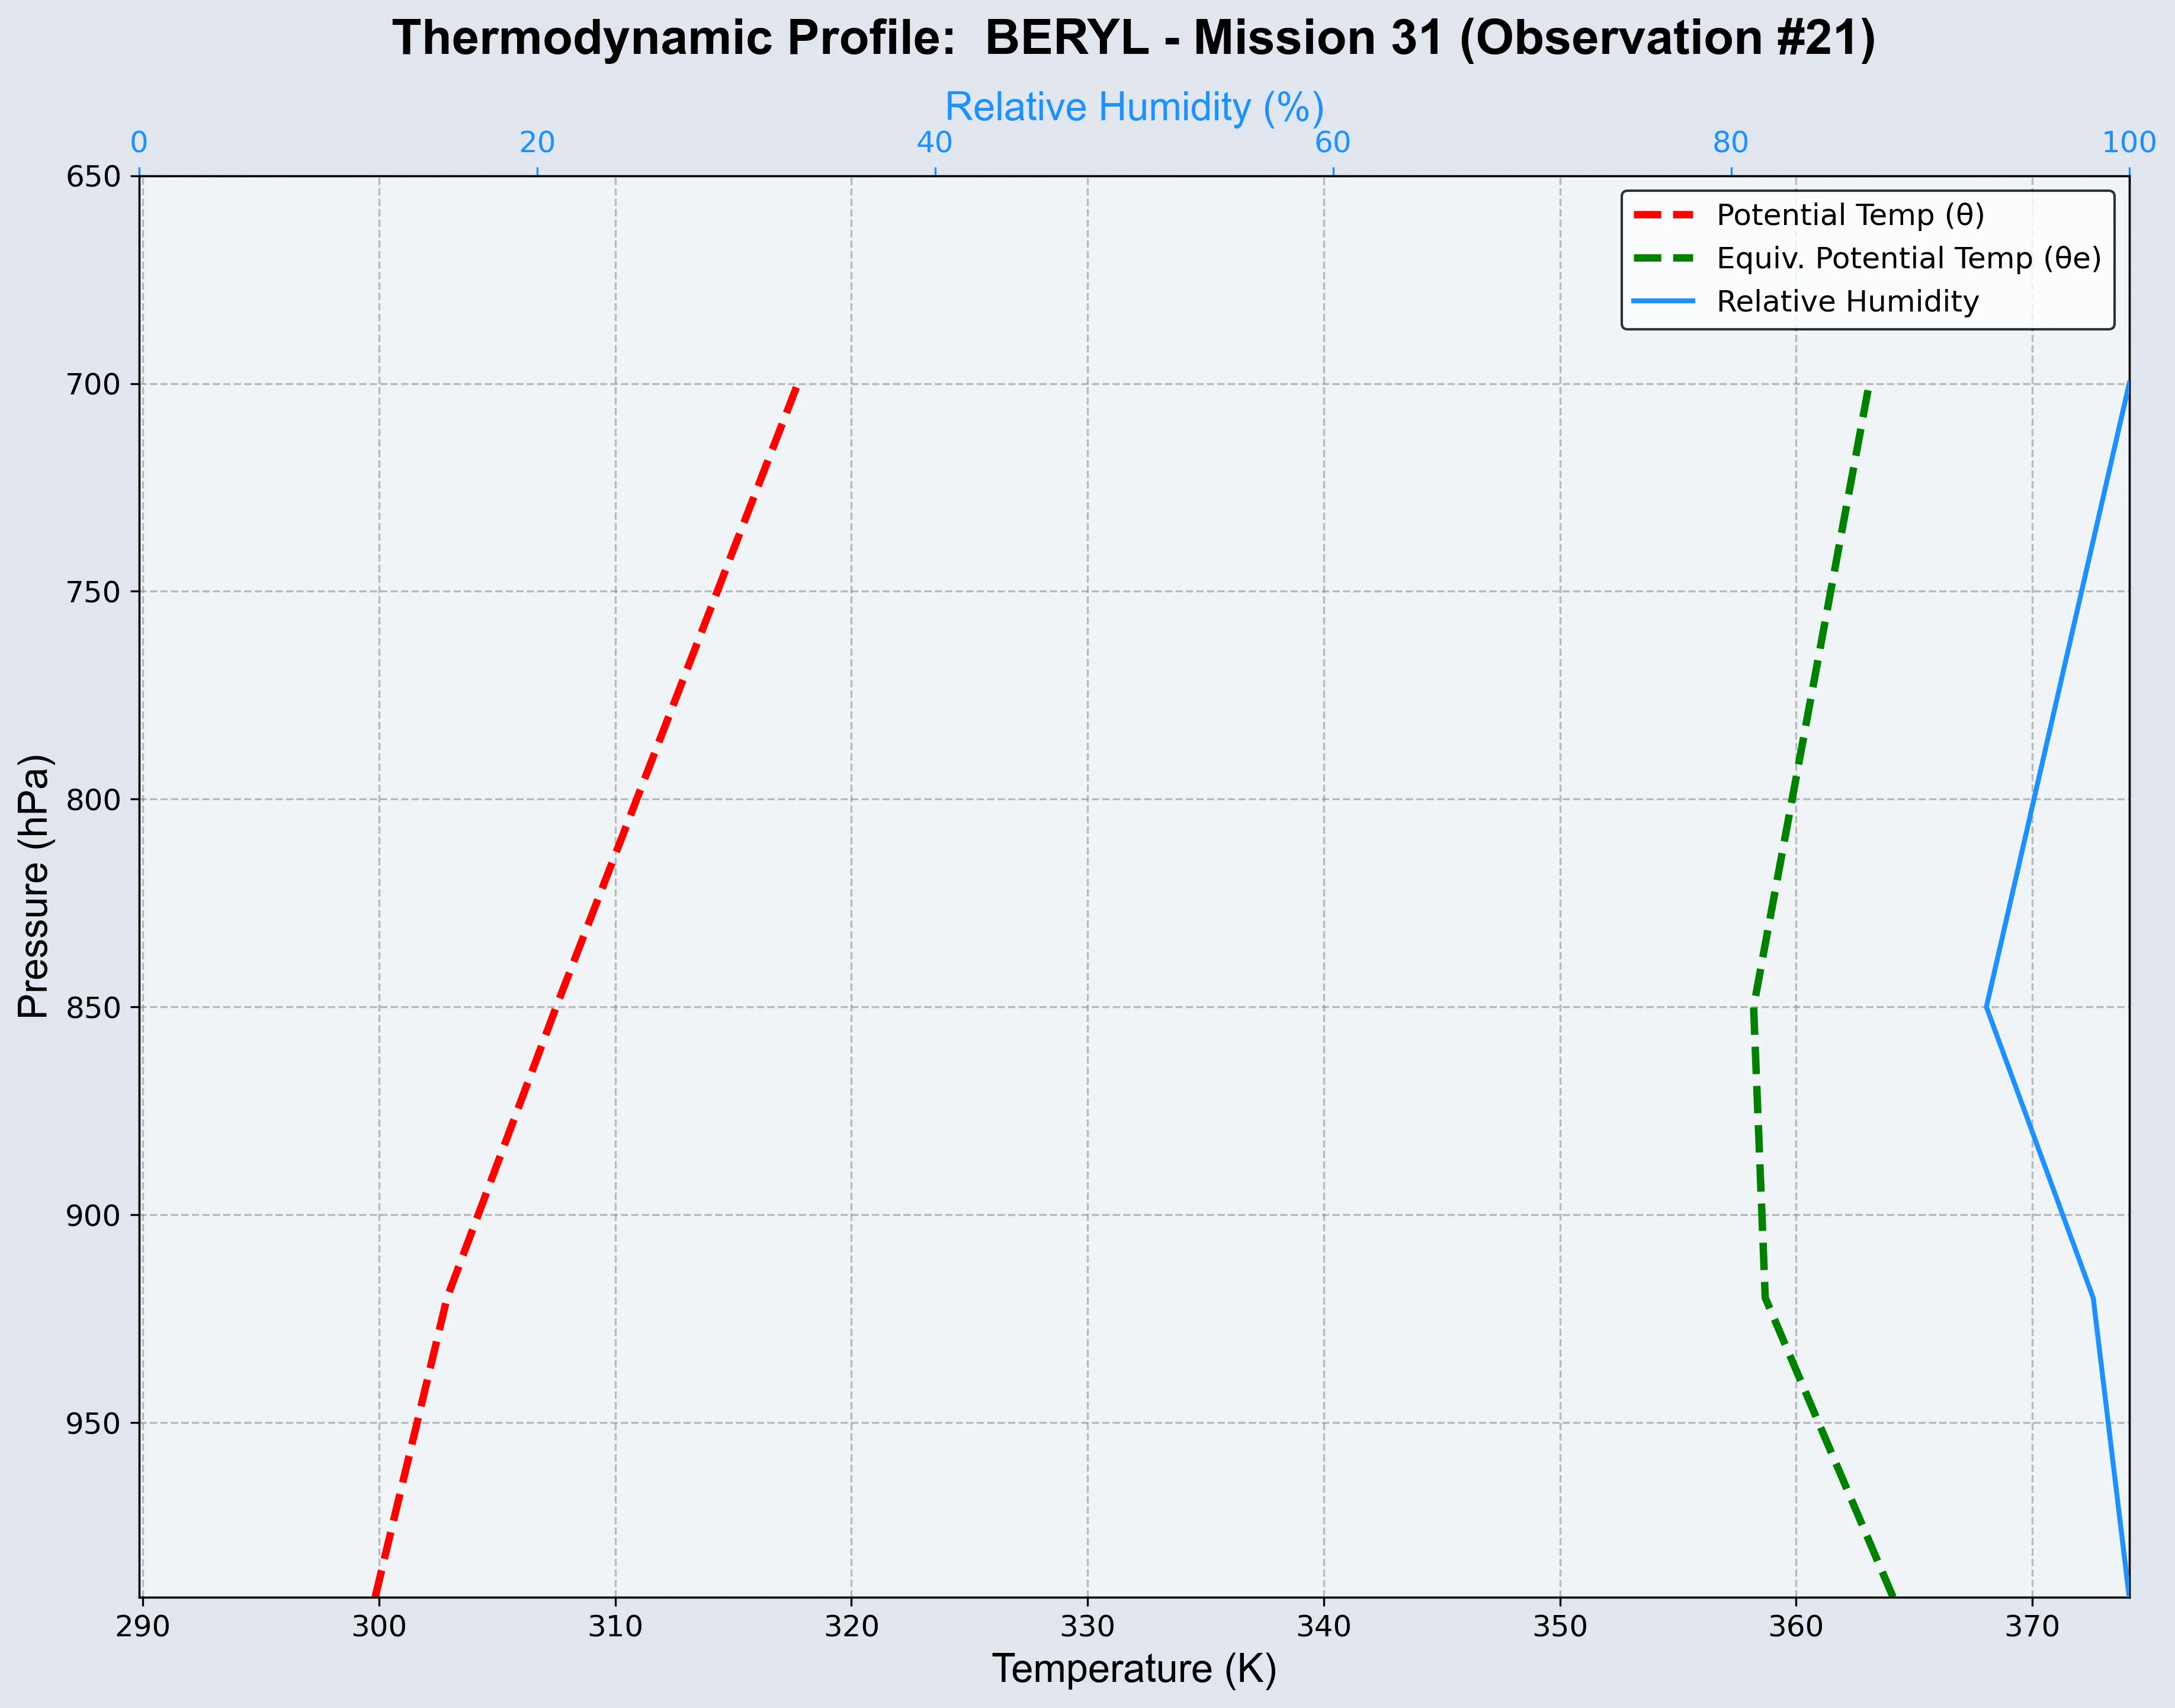 Thermodynamic Profile:  BERYL - Mission 31 (Observation #21)
Relative Humidity (%)
0 20 40 60 80 100
Potential Temp (θ)
Equiv. Potential Temp (θe)
Relative Humidity
Pressure (hPa)
650
700
750
800
850
900
950
290 300 310 320 330 340 350 360 370
Temperature (K)